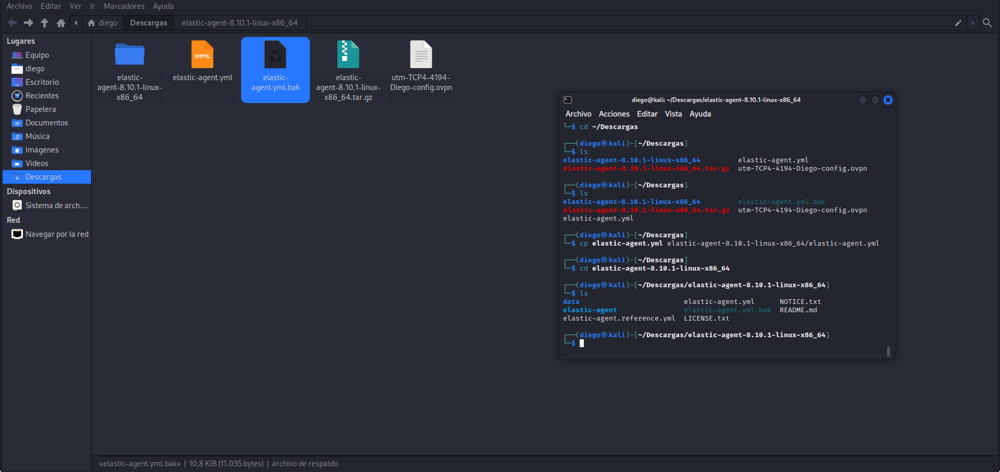 Archivo Editar Ver Ir Marcadores Ayuda
diego Descargas elastic-agent-8.10.1-linux-x86_64
Lugares
Equipo
diego
Escritorio
Recientes
Papelera
Documentos
Música
Imágenes
Vídeos
Descargas
Dispositivos
Sistema de arch...
Red
Navegar por la red
elastic-
agent-8.10.1-linux-
x86_64
elastic-agent.yml
elastic-
agent.yml.bak
elastic-
agent-8.10.1-linux-
x86_64.tar.gz
utm-TCP4-4194-
Diego-config.ovpn
YAML
diego@kali: ~/Descargas/elastic-agent-8.10.1-linux-x86_64
Archivo Acciones Editar Vista Ayuda
└─$ cd ~/Descargas
┌──(diego㉿kali)-[~/Descargas]
└─$ ls
elastic-agent-8.10.1-linux-x86_64 elastic-agent.yml
elastic-agent-8.10.1-linux-x86_64.tar.gz utm-TCP4-4194-Diego-config.ovpn
┌──(diego㉿kali)-[~/Descargas]
└─$ ls
elastic-agent-8.10.1-linux-x86_64 elastic-agent.yml.bak
elastic-agent-8.10.1-linux-x86_64.tar.gz utm-TCP4-4194-Diego-config.ovpn
elastic-agent.yml
┌──(diego㉿kali)-[~/Descargas]
└─$ cp elastic-agent.yml elastic-agent-8.10.1-linux-x86_64/elastic-agent.yml
┌──(diego㉿kali)-[~/Descargas]
└─$ cd elastic-agent-8.10.1-linux-x86_64
┌──(diego㉿kali)-[~/Descargas/elastic-agent-8.10.1-linux-x86_64]
└─$ ls
data elastic-agent.yml NOTICE.txt
elastic-agent elastic-agent.yml.bak README.md
elastic-agent.reference.yml LICENSE.txt
┌──(diego㉿kali)-[~/Descargas/elastic-agent-8.10.1-linux-x86_64]
└─$
«elastic-agent.yml.bak» | 10,8 KiB (11.035 bytes) | archivo de respaldo